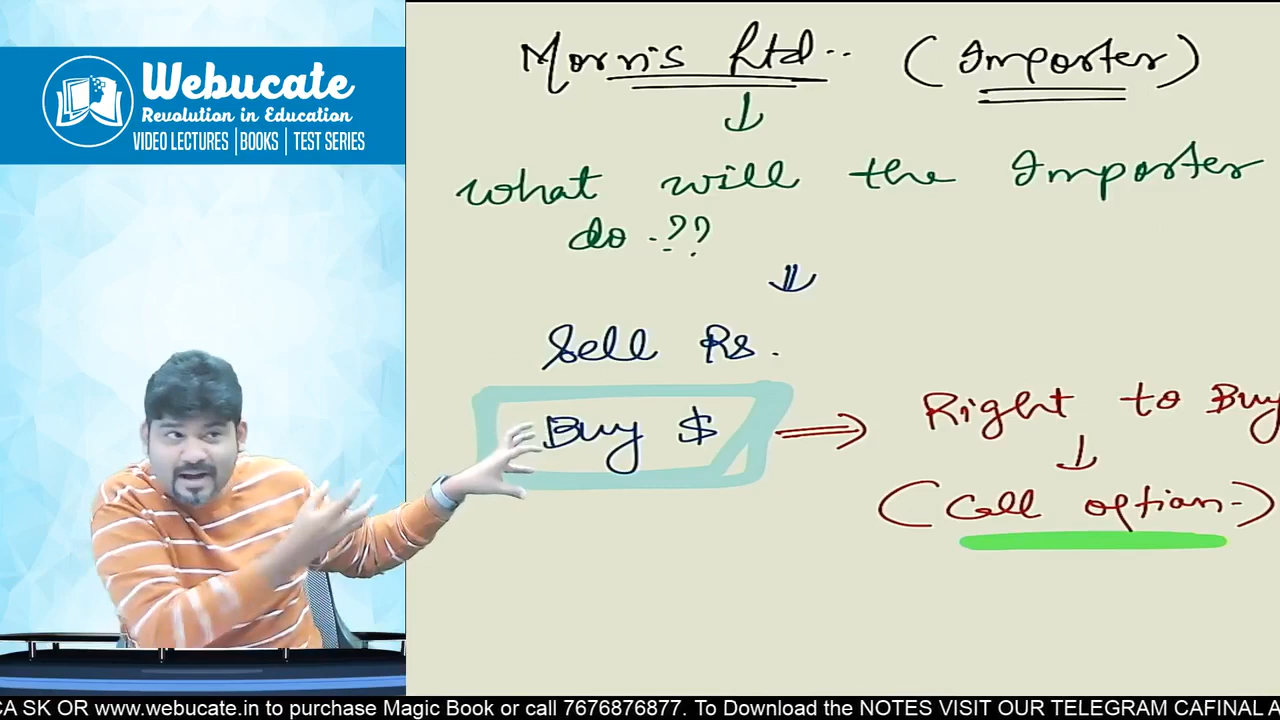 Webucate
Revolution in Education
VIDEO LECTURES | BOOKS | TEST SERIES
Morris Ltd.. (Importer)
What will the Importer
do.??
Sell Rs.
Buy $ ⇒ Right to Buy
(Call option-)
CA SK OR www.webucate.in to purchase Magic Book or call 7676876877. To Download the NOTES VISIT OUR TELEGRAM CAFINAL A